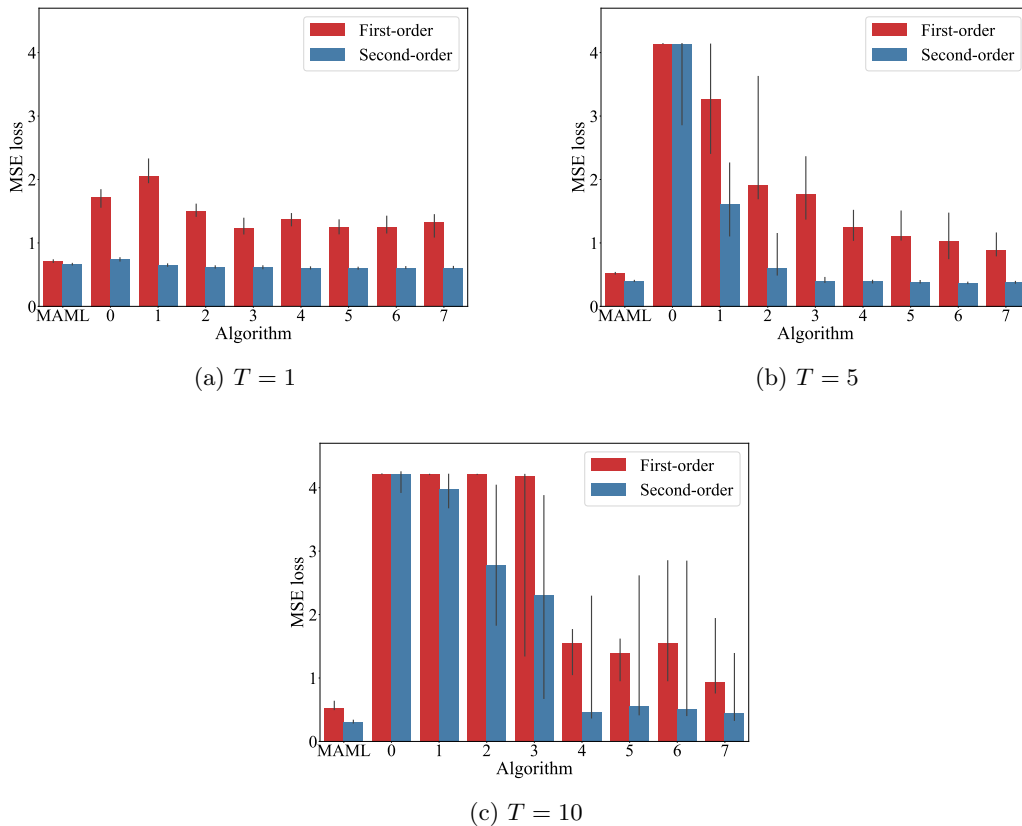 First-order
Second-order
4
3
2
1
0
MSE loss
MAML 0 1 2 3 4 5 6 7
Algorithm
(a) T = 1
First-order
Second-order
4
3
2
1
0
MSE loss
MAML 0 1 2 3 4 5 6 7
Algorithm
(b) T = 5
First-order
Second-order
4
3
2
1
0
MSE loss
MAML 0 1 2 3 4 5 6 7
Algorithm
(c) T = 10